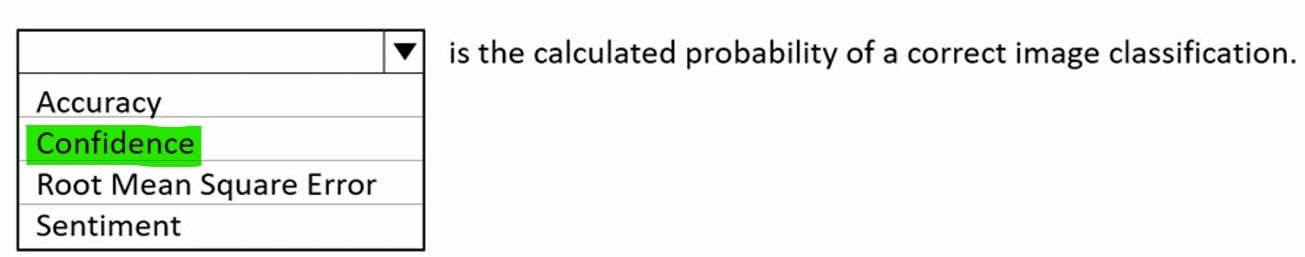 is the calculated probability of a correct image classification.
Accuracy
Confidence
Root Mean Square Error
Sentiment